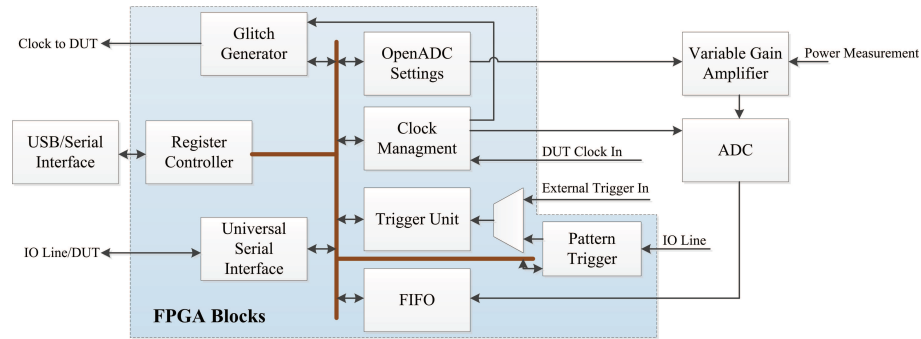 Clock to DUT
Glitch
Generator
OpenADC
Settings
Variable Gain
Amplifier
Power Measurement
USB/Serial
Interface
Register
Controller
Clock
Managment
DUT Clock In
ADC
External Trigger In
Trigger Unit
IO Line/DUT
Universal
Serial
Interface
Pattern
Trigger
IO Line
FIFO
FPGA Blocks